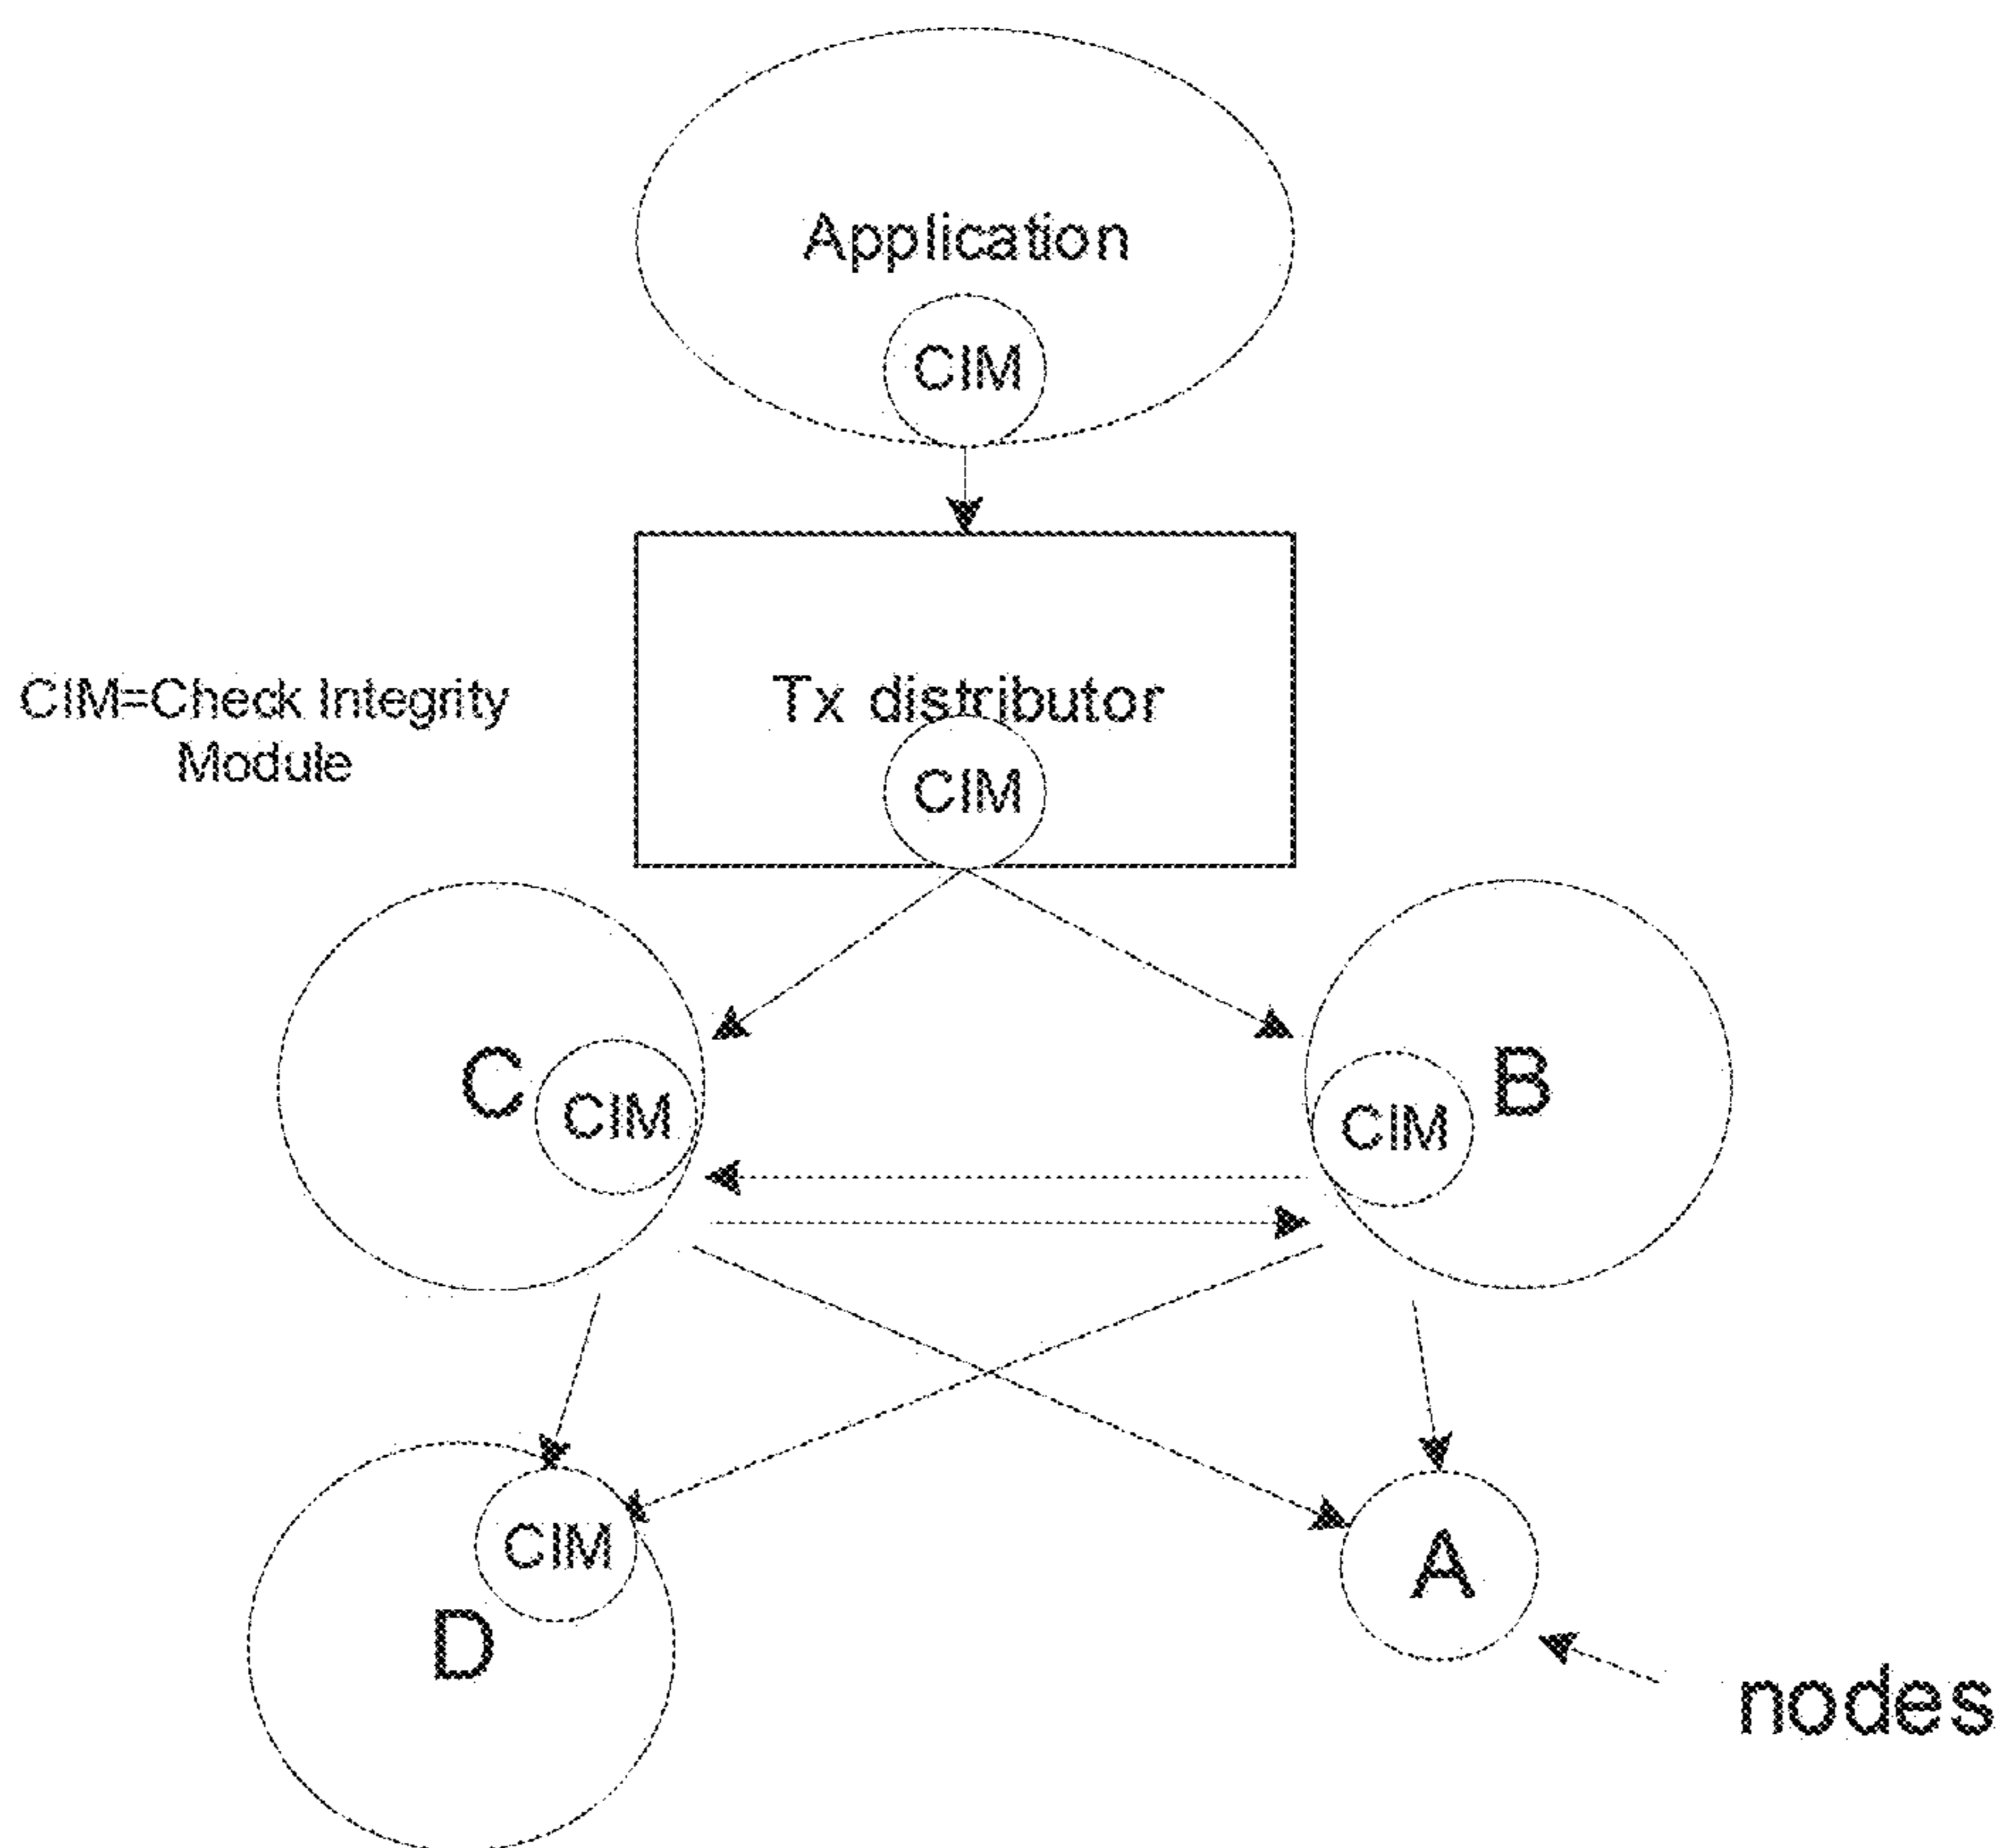 Application
CIM
CIM=Check Integrity
Module
Tx distributor
CIM
C
CIM
CIM
B
CIM
D
A
nodes